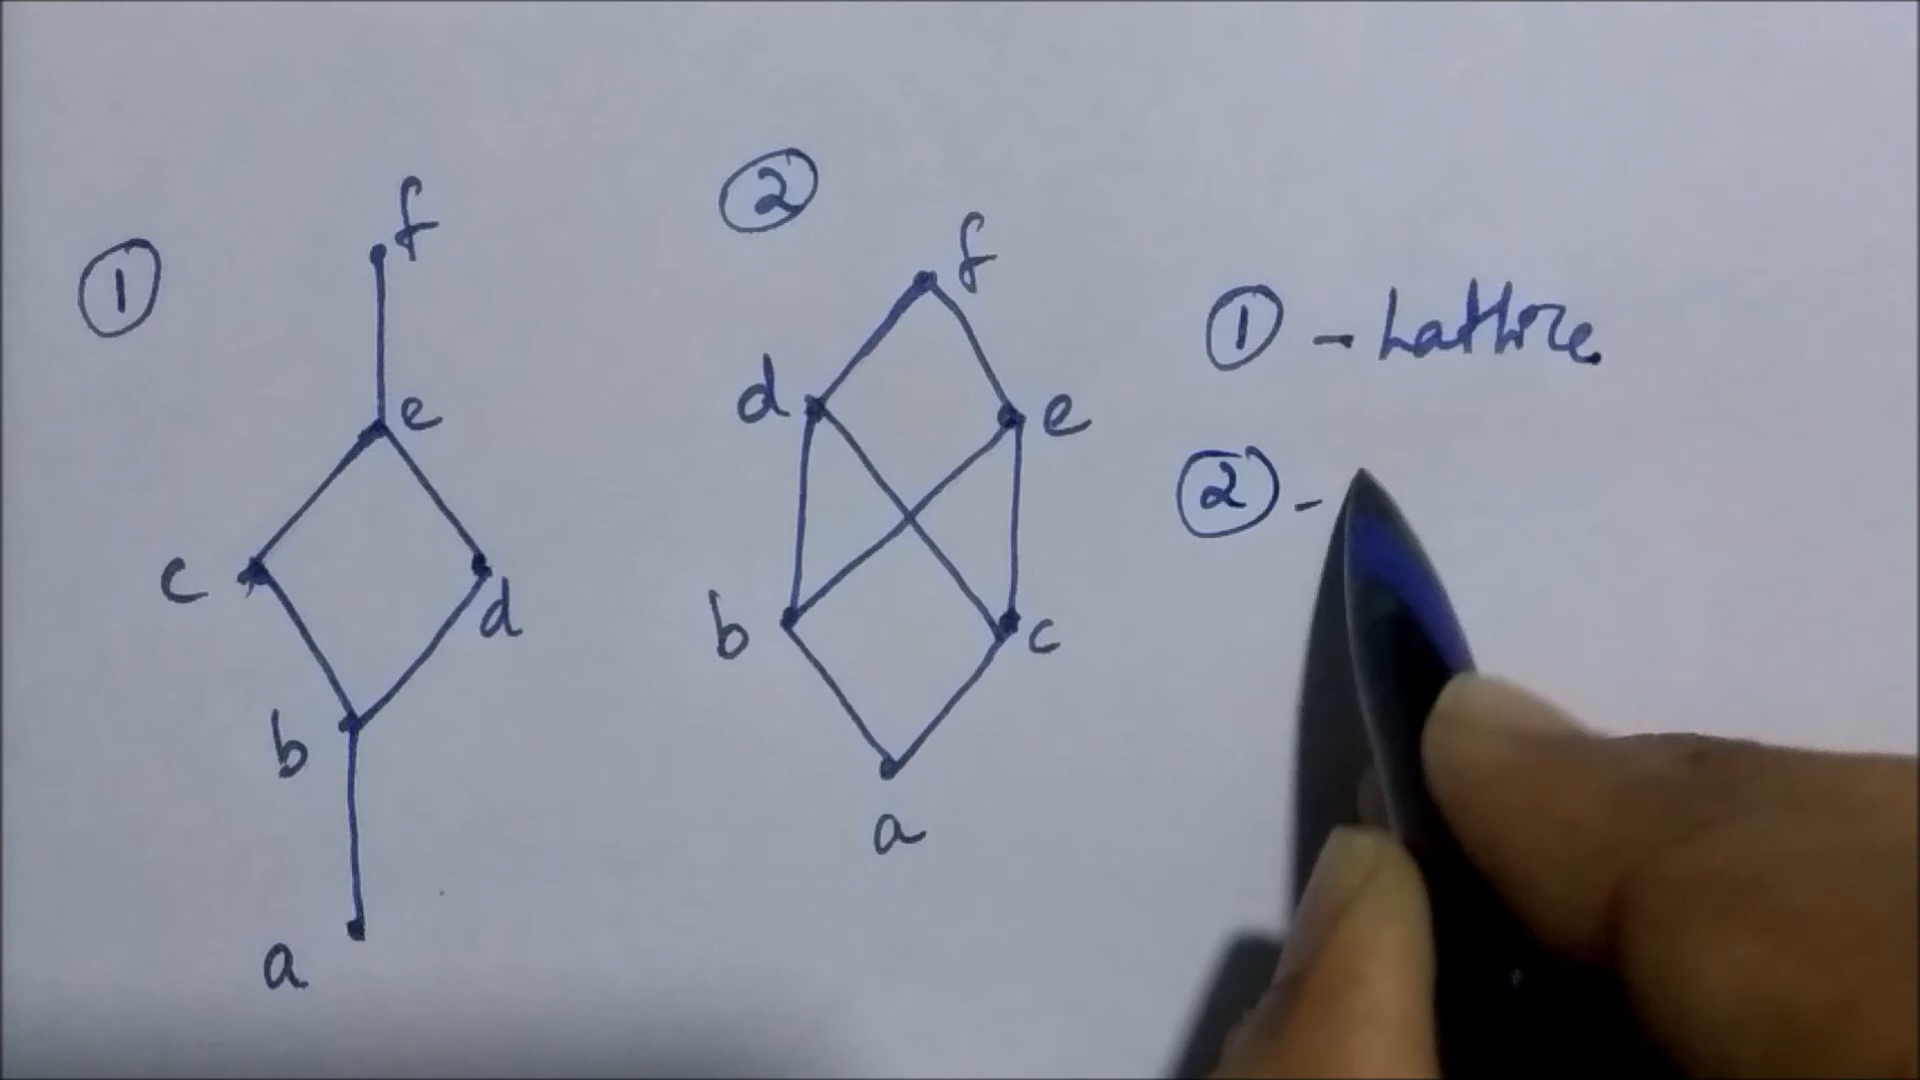 ① ② f
f
① - Lattice
d e
e
② -
c d
b c
b
a
a